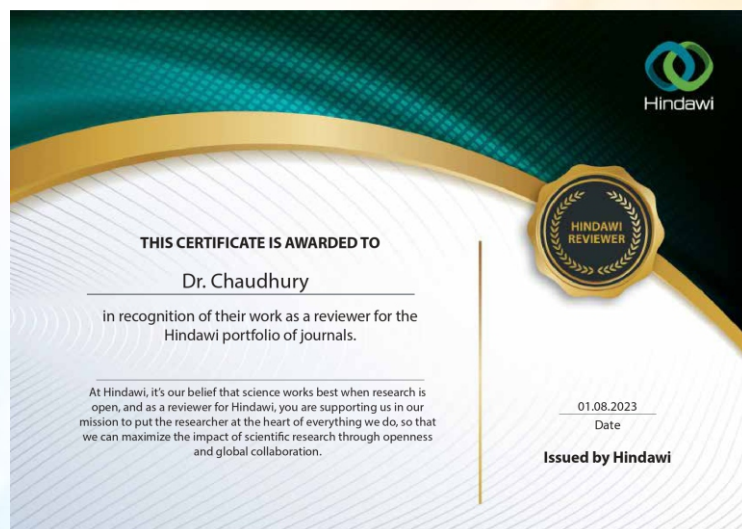 Hindawi
HINDAWI
REVIEWER
THIS CERTIFICATE IS AWARDED TO
Dr. Chaudhury
in recognition of their work as a reviewer for the
Hindawi portfolio of journals.
At Hindawi, it's our belief that science works best when research is
open, and as a reviewer for Hindawi, you are supporting us in our
mission to put the researcher at the heart of everything we do, so that
we can maximize the impact of scientific research through openness
and global collaboration.
01.08.2023
Date
Issued by Hindawi